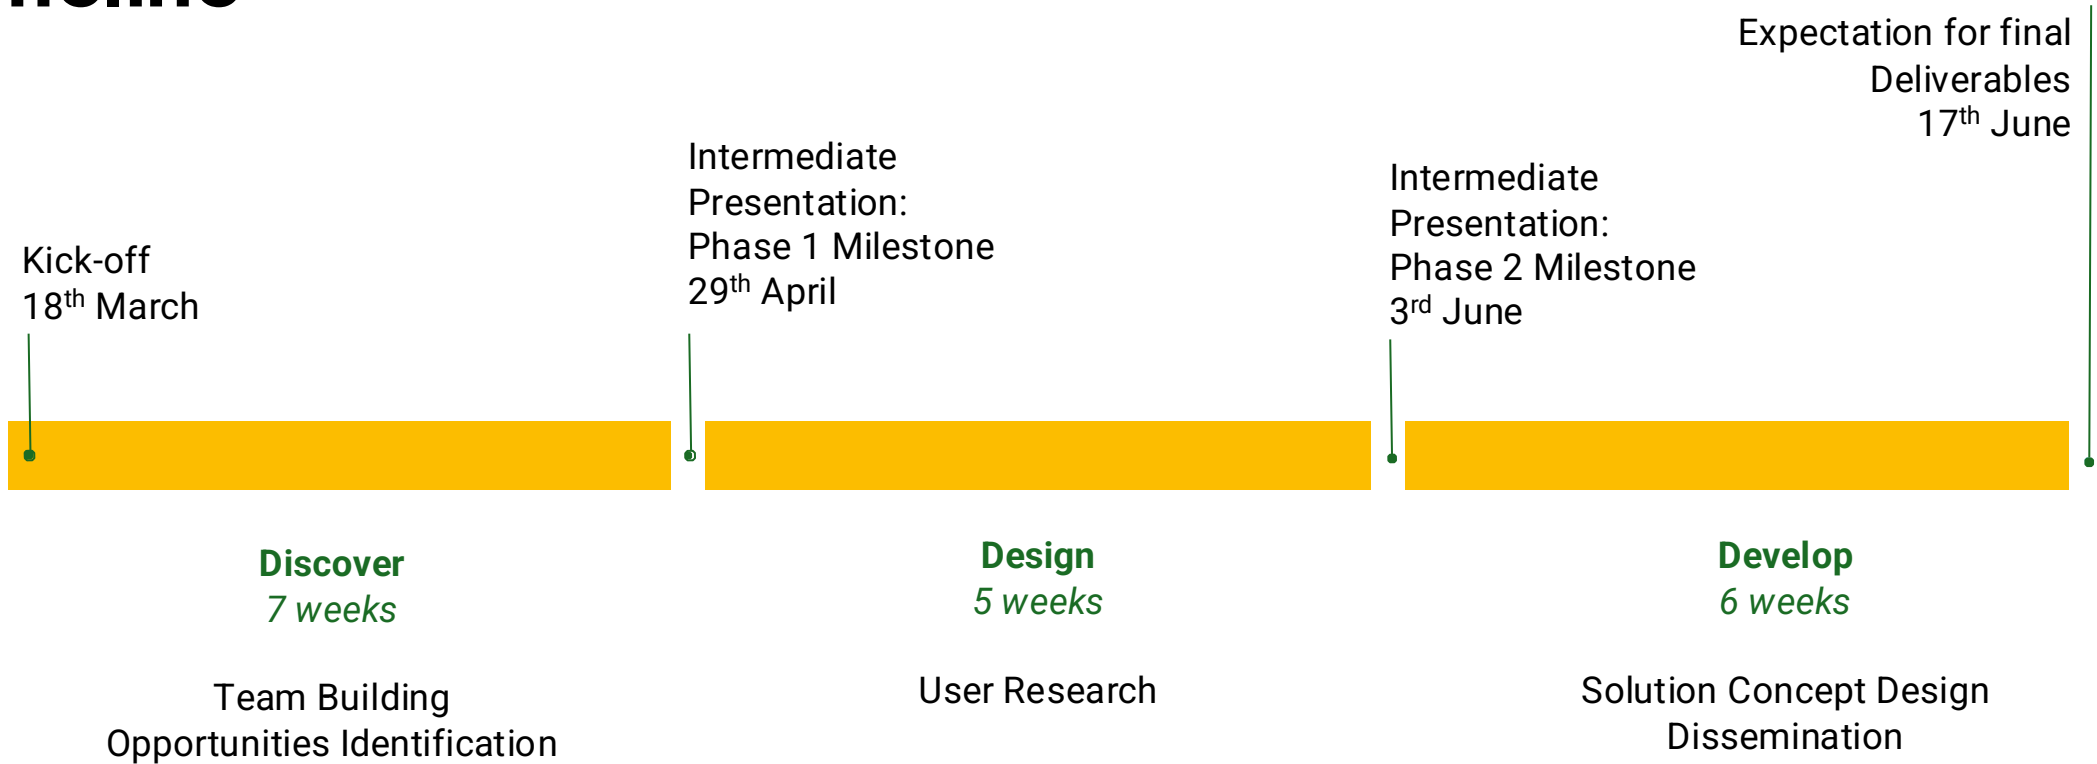 Kick-off
18th March
Intermediate
Presentation:
Phase 1 Milestone
29th April
Intermediate
Presentation:
Phase 2 Milestone
3rd June
Expectation for final
Deliverables
17th June
Discover
7 weeks
Team Building
Opportunities Identification
Design
5 weeks
User Research
Develop
6 weeks
Solution Concept Design
Dissemination